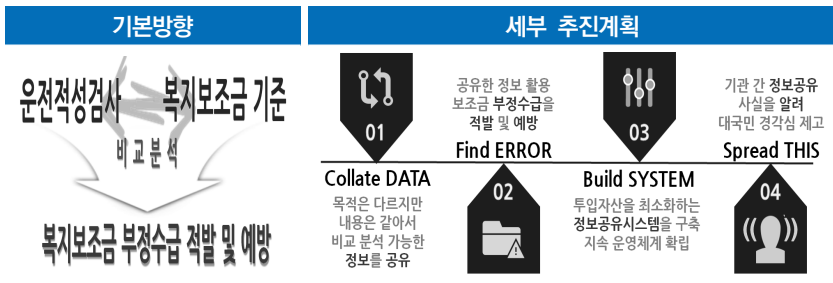 기본방향
운전적성검사 복지보조금 기준
비교분석
복지보조금 부정수급 적발 및 예방
세부 추진계획
01
Collate DATA
목적은 다르지만
내용은 같아서
비교 분석 가능한
정보를 공유
공유한 정보 활용
보조금 부정수급을
적발 및 예방
Find ERROR
02
03
Build SYSTEM
투입자산을 최소화하는
정보공유시스템을 구축
지속 운영체계 확립
기관 간 정보공유
사실을 알려
대국민 경각심 제고
Spread THIS
04